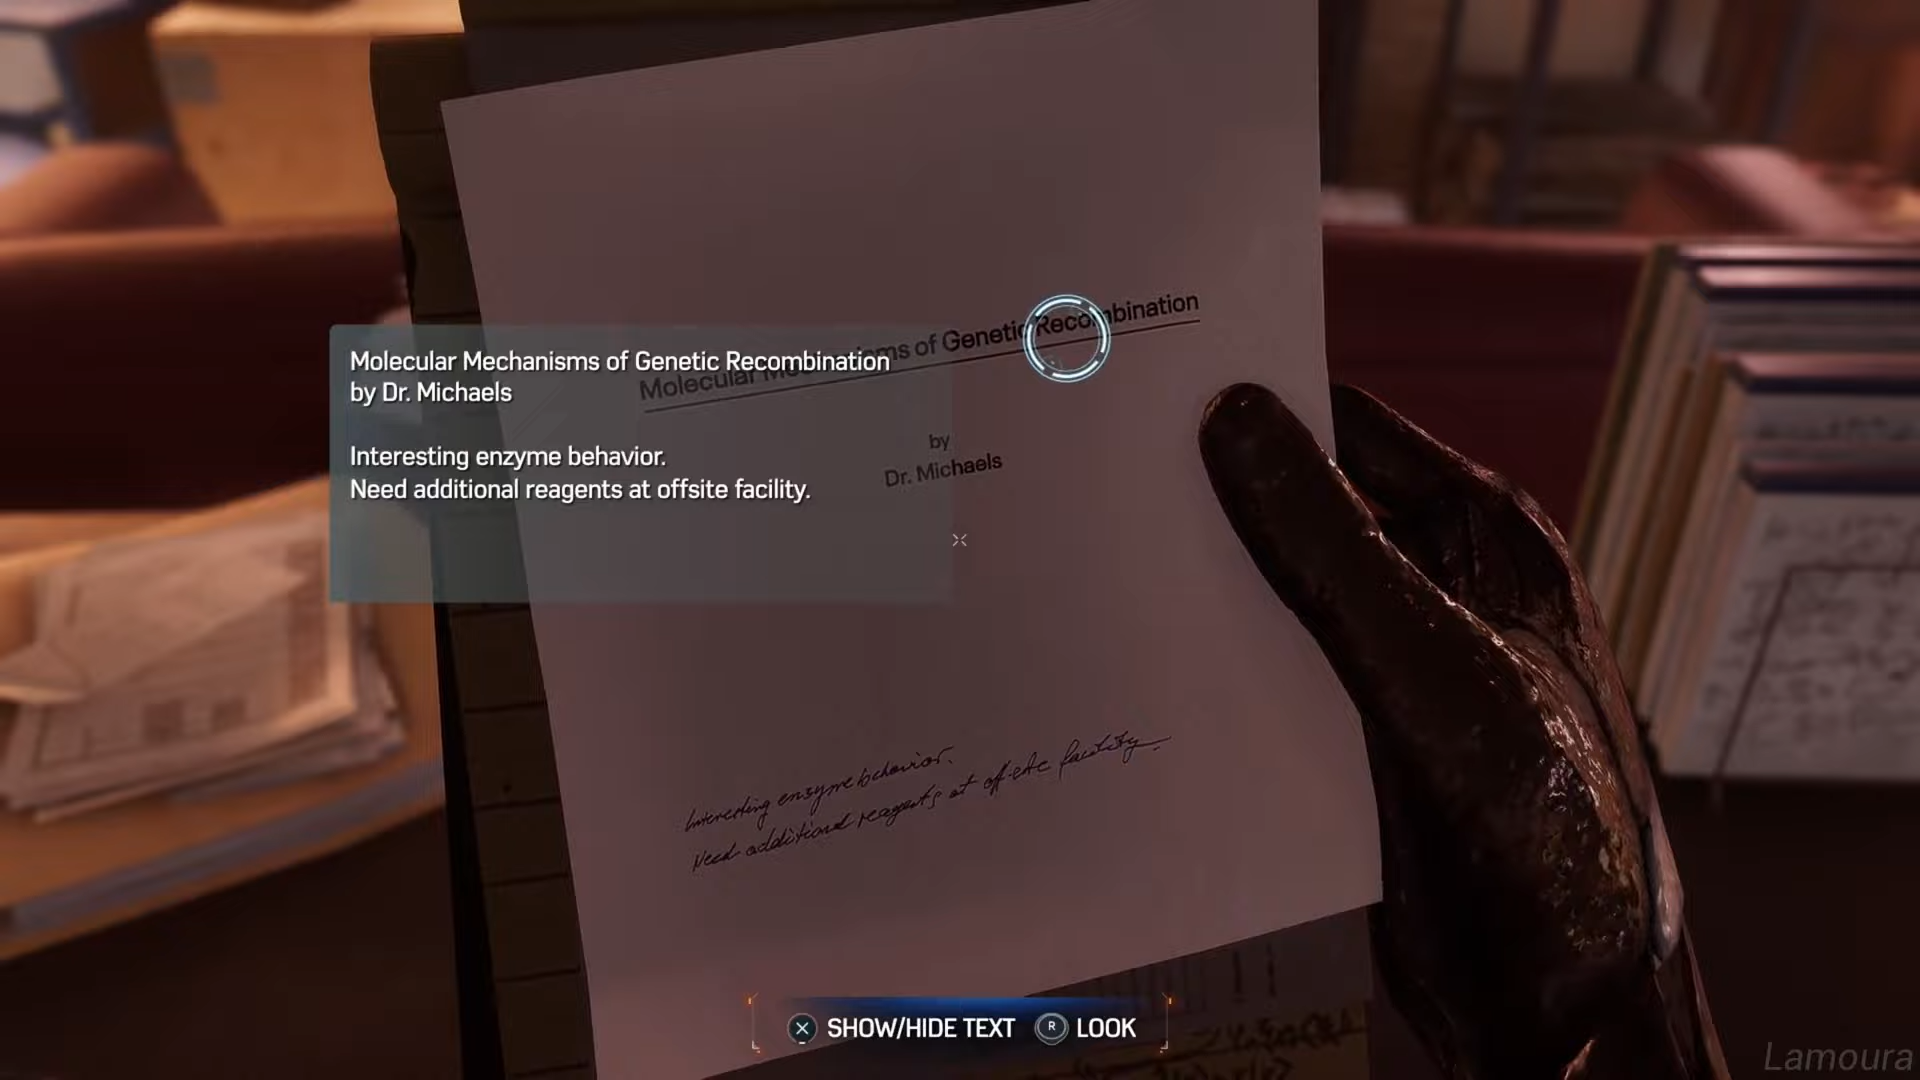 Molecular Mechanisms of Genetic Recombination
by
Dr. Michaels
Molecular Mechanisms of Genetic Recombination
by Dr. Michaels
Interesting enzyme behavior.
Need additional reagents at offsite facility.
Interesting enzyme behavior.
Need additional reagents at offsite facility.
SHOW/HIDE TEXT R LOOK
Lamoura